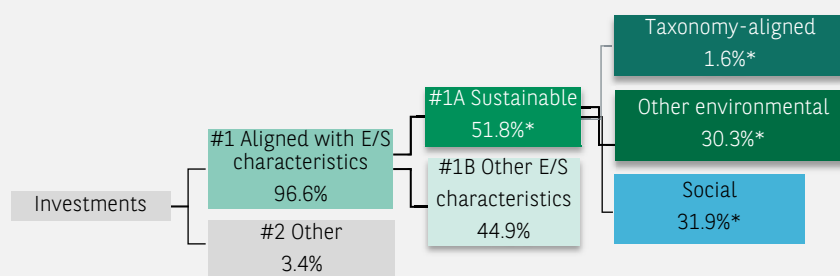 Investments
#1 Aligned with E/S
characteristics
96.6%
#2 Other
3.4%
#1A Sustainable
51.8%*
#1B Other E/S
characteristics
44.9%
Taxonomy-aligned
1.6%*
Other environmental
30.3%*
Social
31.9%*